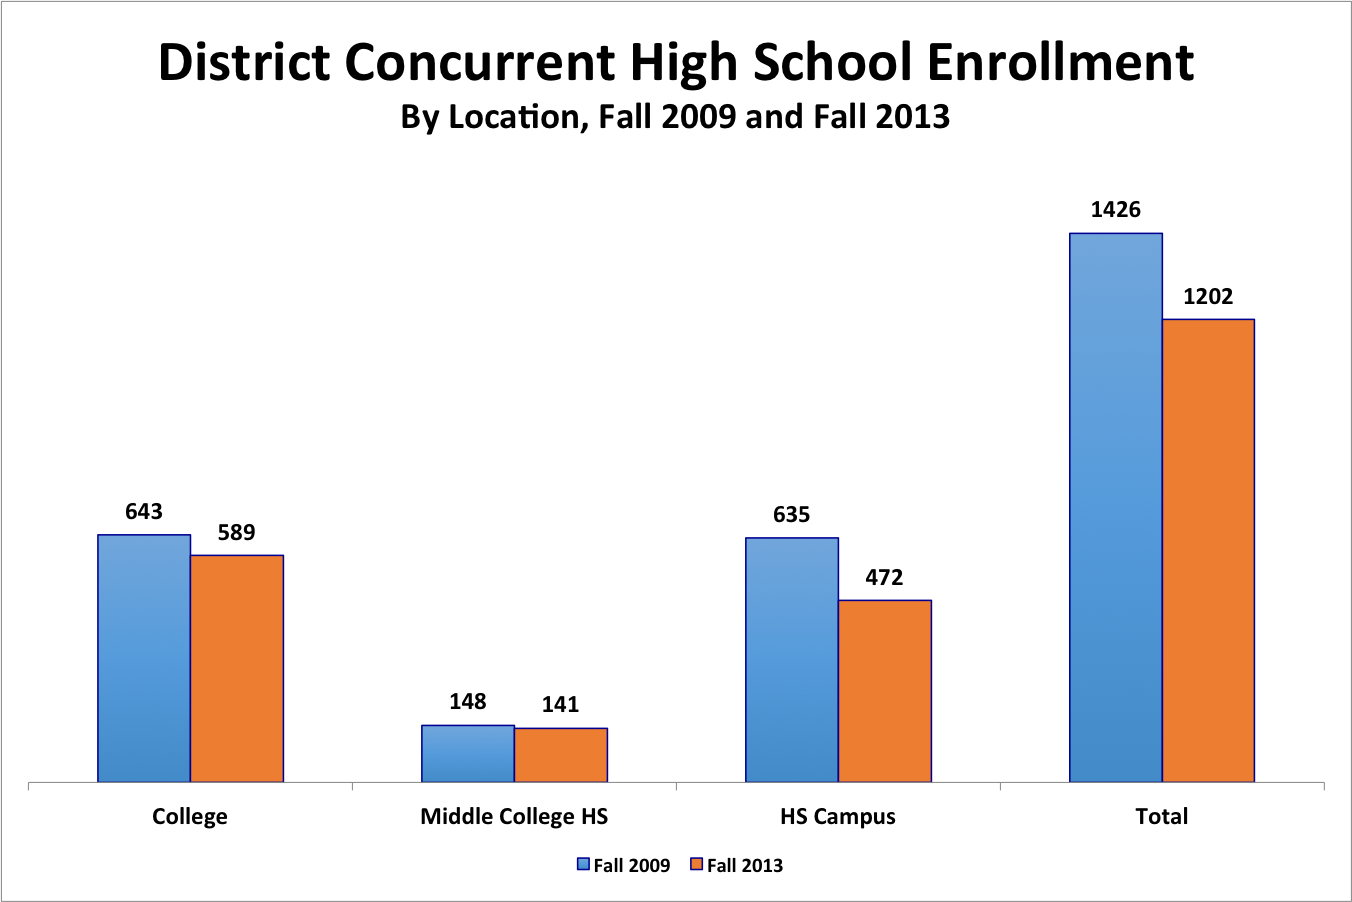 District Concurrent High School Enrollment
By Location, Fall 2009 and Fall 2013
1426
1202
643
589
635
472
148
141
College
Middle College HS
HS Campus
Total
Fall 2009
Fall 2013